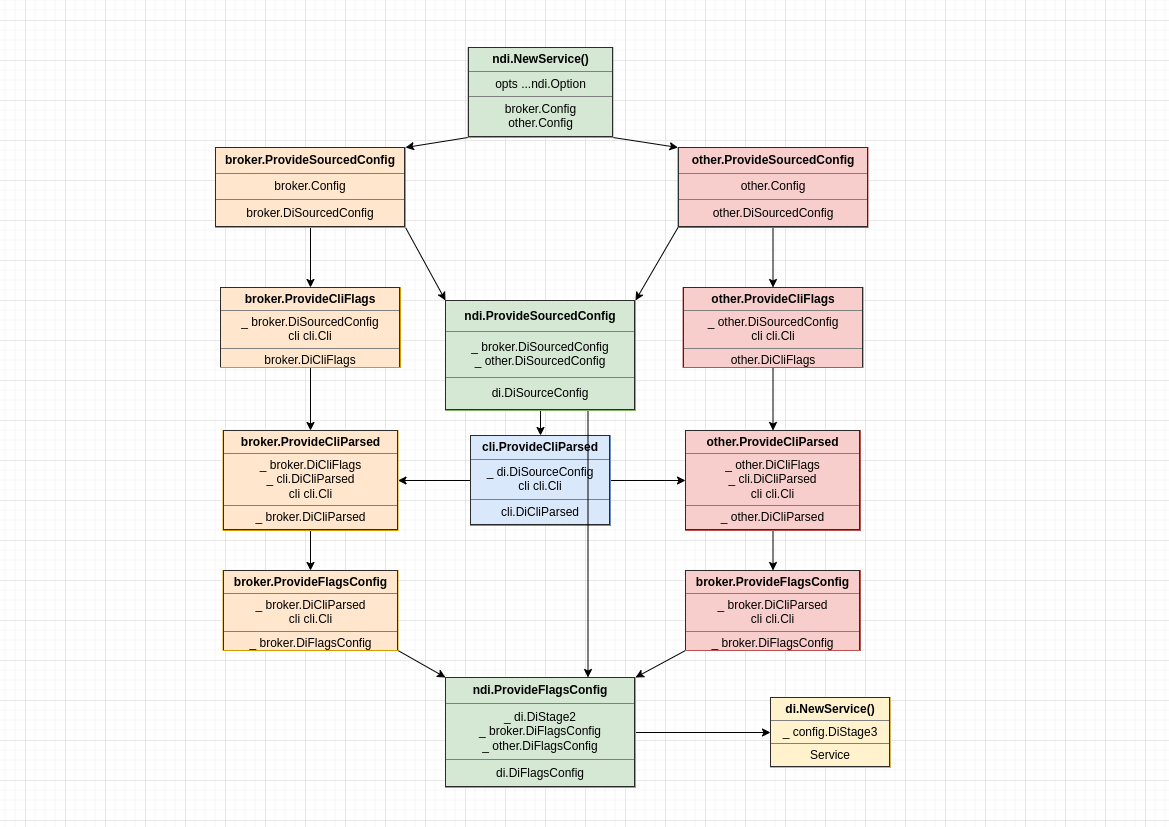 ndi.NewService()
opts ...ndi.Option
broker.Config
other.Config
broker.ProvideSourcedConfig
broker.Config
broker.DiSourcedConfig
other.ProvideSourcedConfig
other.Config
other.DiSourcedConfig
broker.ProvideCliFlags
_ broker.DiSourcedConfig
cli cli.Cli
broker.DiCliFlags
ndi.ProvideSourcedConfig
_ broker.DiSourcedConfig
_ other.DiSourcedConfig
di.DiSourceConfig
other.ProvideCliFlags
_ other.DiSourcedConfig
cli cli.Cli
other.DiCliFlags
broker.ProvideCliParsed
_ broker.DiCliFlags
_ cli.DiCliParsed
cli cli.Cli
_ broker.DiCliParsed
cli.ProvideCliParsed
_ di.DiSourceConfig
cli cli.Cli
cli.DiCliParsed
other.ProvideCliParsed
_ other.DiCliFlags
_ cli.DiCliParsed
cli cli.Cli
_ other.DiCliParsed
broker.ProvideFlagsConfig
_ broker.DiCliParsed
cli cli.Cli
_ broker.DiFlagsConfig
broker.ProvideFlagsConfig
_ broker.DiCliParsed
cli cli.Cli
_ broker.DiFlagsConfig
ndi.ProvideFlagsConfig
_ di.DiStage2
_ broker.DiFlagsConfig
_ other.DiFlagsConfig
di.DiFlagsConfig
di.NewService()
_ config.DiStage3
Service